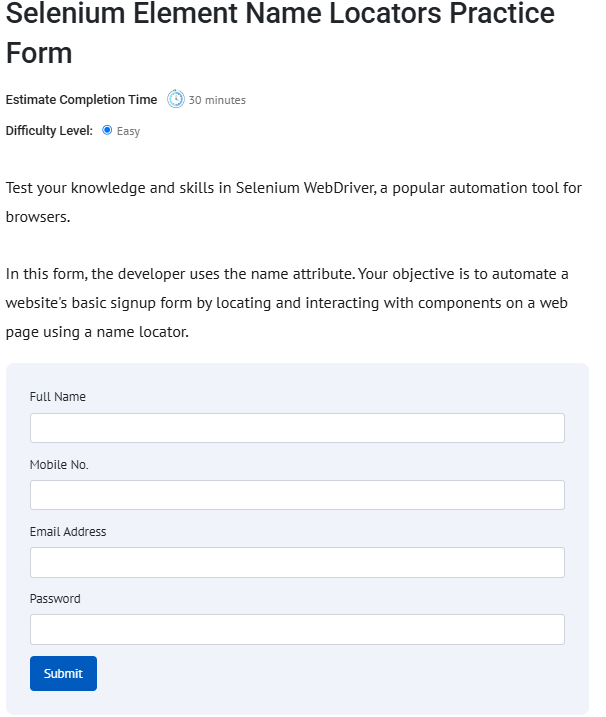 Selenium Element Name Locators Practice
Form
Estimate Completion Time 30 minutes
Difficulty Level: Easy
Test your knowledge and skills in Selenium WebDriver, a popular automation tool for
browsers.
In this form, the developer uses the name attribute. Your objective is to automate a
website's basic signup form by locating and interacting with components on a web
page using a name locator.
Full Name
Mobile No.
Email Address
Password
Submit